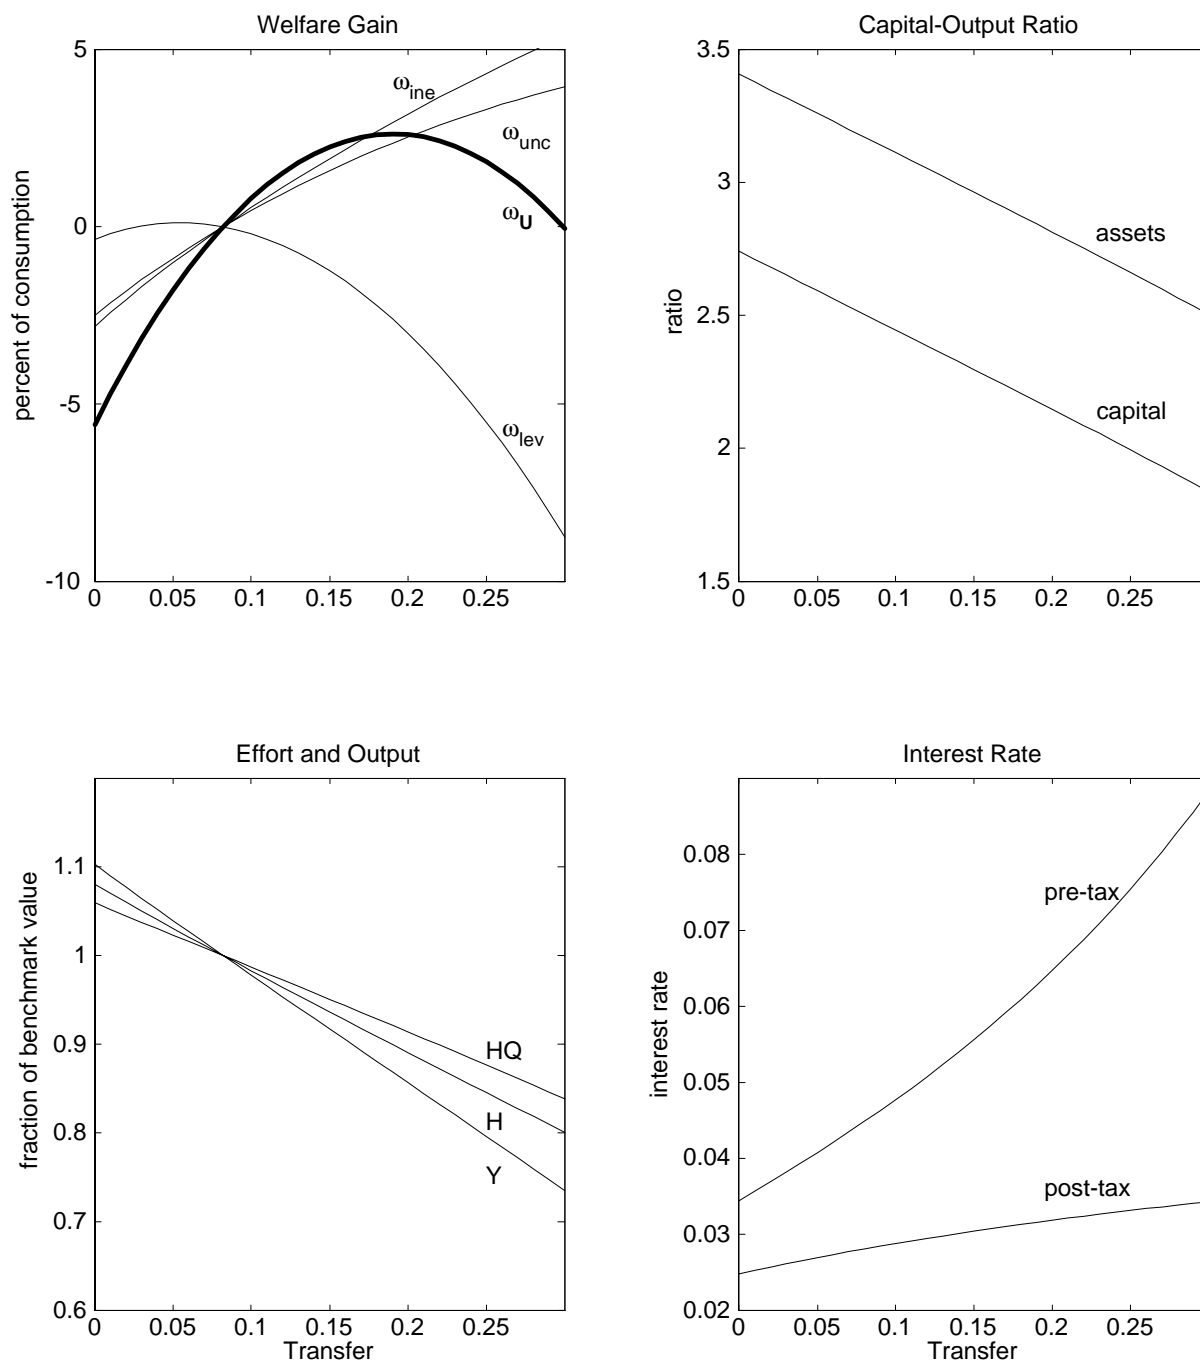 Welfare Gain
5
0
-5
-10
percent of consumption
ω_ine
ω_unc
ω_U
ω_lev
0 0.05 0.1 0.15 0.2 0.25
Capital-Output Ratio
3.5
3
2.5
2
1.5
ratio
assets
capital
0 0.05 0.1 0.15 0.2 0.25
Effort and Output
1.1
1
0.9
0.8
0.7
0.6
fraction of benchmark value
HQ
H
Y
0 0.05 0.1 0.15 0.2 0.25
Transfer
Interest Rate
0.08
0.07
0.06
0.05
0.04
0.03
0.02
interest rate
pre-tax
post-tax
0 0.05 0.1 0.15 0.2 0.25
Transfer